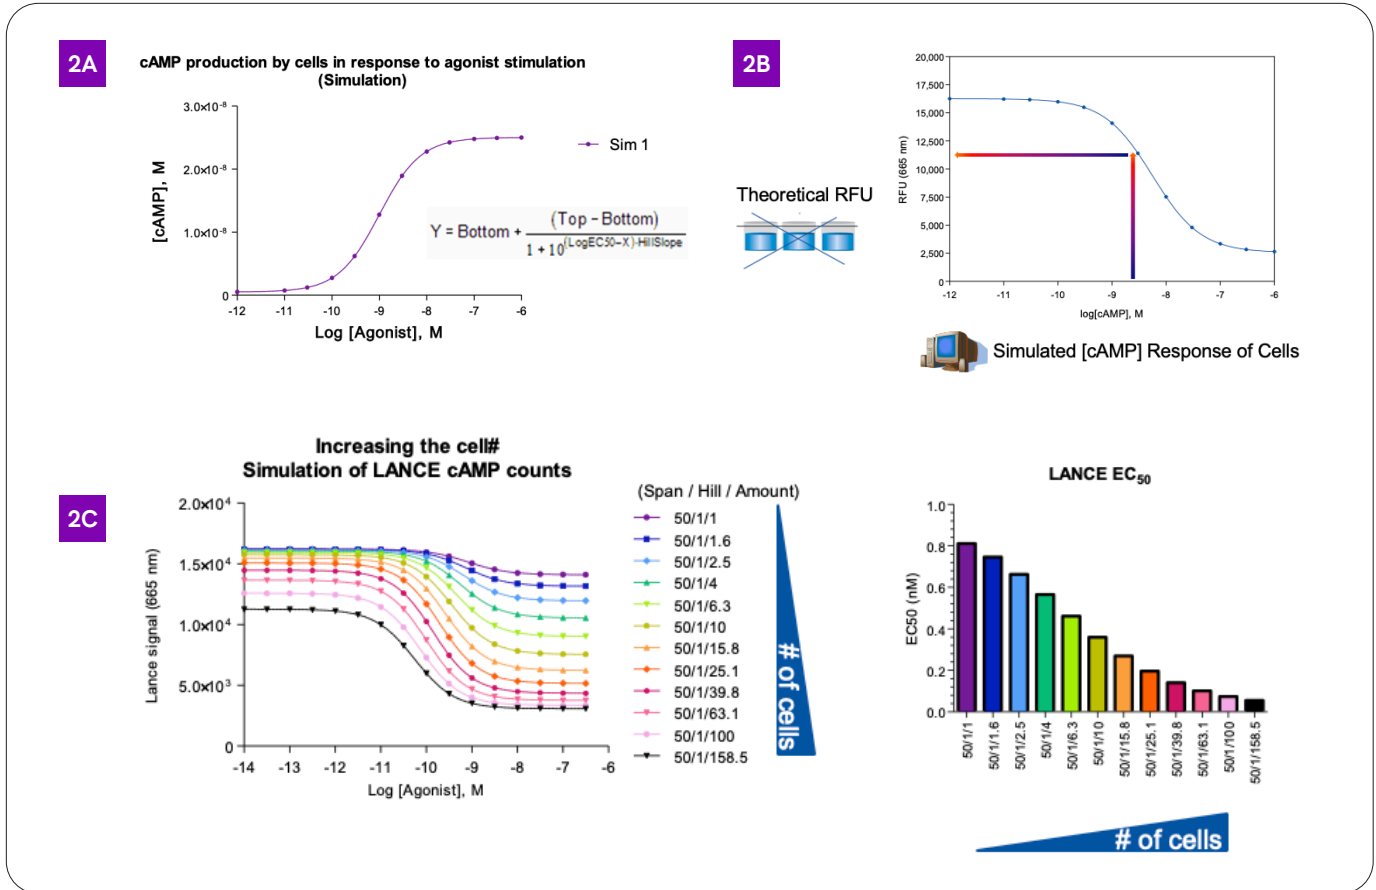 2A
cAMP production by cells in response to agonist stimulation
(Simulation)
3.0x10⁻⁸
2.0x10⁻⁸
1.0x10⁻⁸
0
[cAMP], M
-12 -11 -10 -9 -8 -7 -6
Log [Agonist], M
Sim 1
Y = Bottom + (Top – Bottom)
1 + 10^(LogEC50–X)·HillSlope
2B
Theoretical RFU
20,000
17,500
15,000
12,500
10,000
7,500
5,000
2,500
0
RFU (665 nm)
-12 -11 -10 -9 -8 -7 -6
log[cAMP], M
Simulated [cAMP] Response of Cells
2C
Increasing the cell#
Simulation of LANCE cAMP counts
2.0x10⁴
1.5x10⁴
1.0x10⁴
5.0x10³
0
Lance signal (665 nm)
-14 -13 -12 -11 -10 -9 -8 -7 -6
Log [Agonist], M
(Span / Hill / Amount)
50/1/1
50/1/1.6
50/1/2.5
50/1/4
50/1/6.3
50/1/10
50/1/15.8
50/1/25.1
50/1/39.8
50/1/63.1
50/1/100
50/1/158.5
# of cells
LANCE EC₅₀
1.0
0.8
0.6
0.4
0.2
0.0
EC50 (nM)
50/1/1
50/1/1.6
50/1/2.5
50/1/4
50/1/6.3
50/1/10
50/1/15.8
50/1/25.1
50/1/39.8
50/1/63.1
50/1/100
50/1/158.5
# of cells